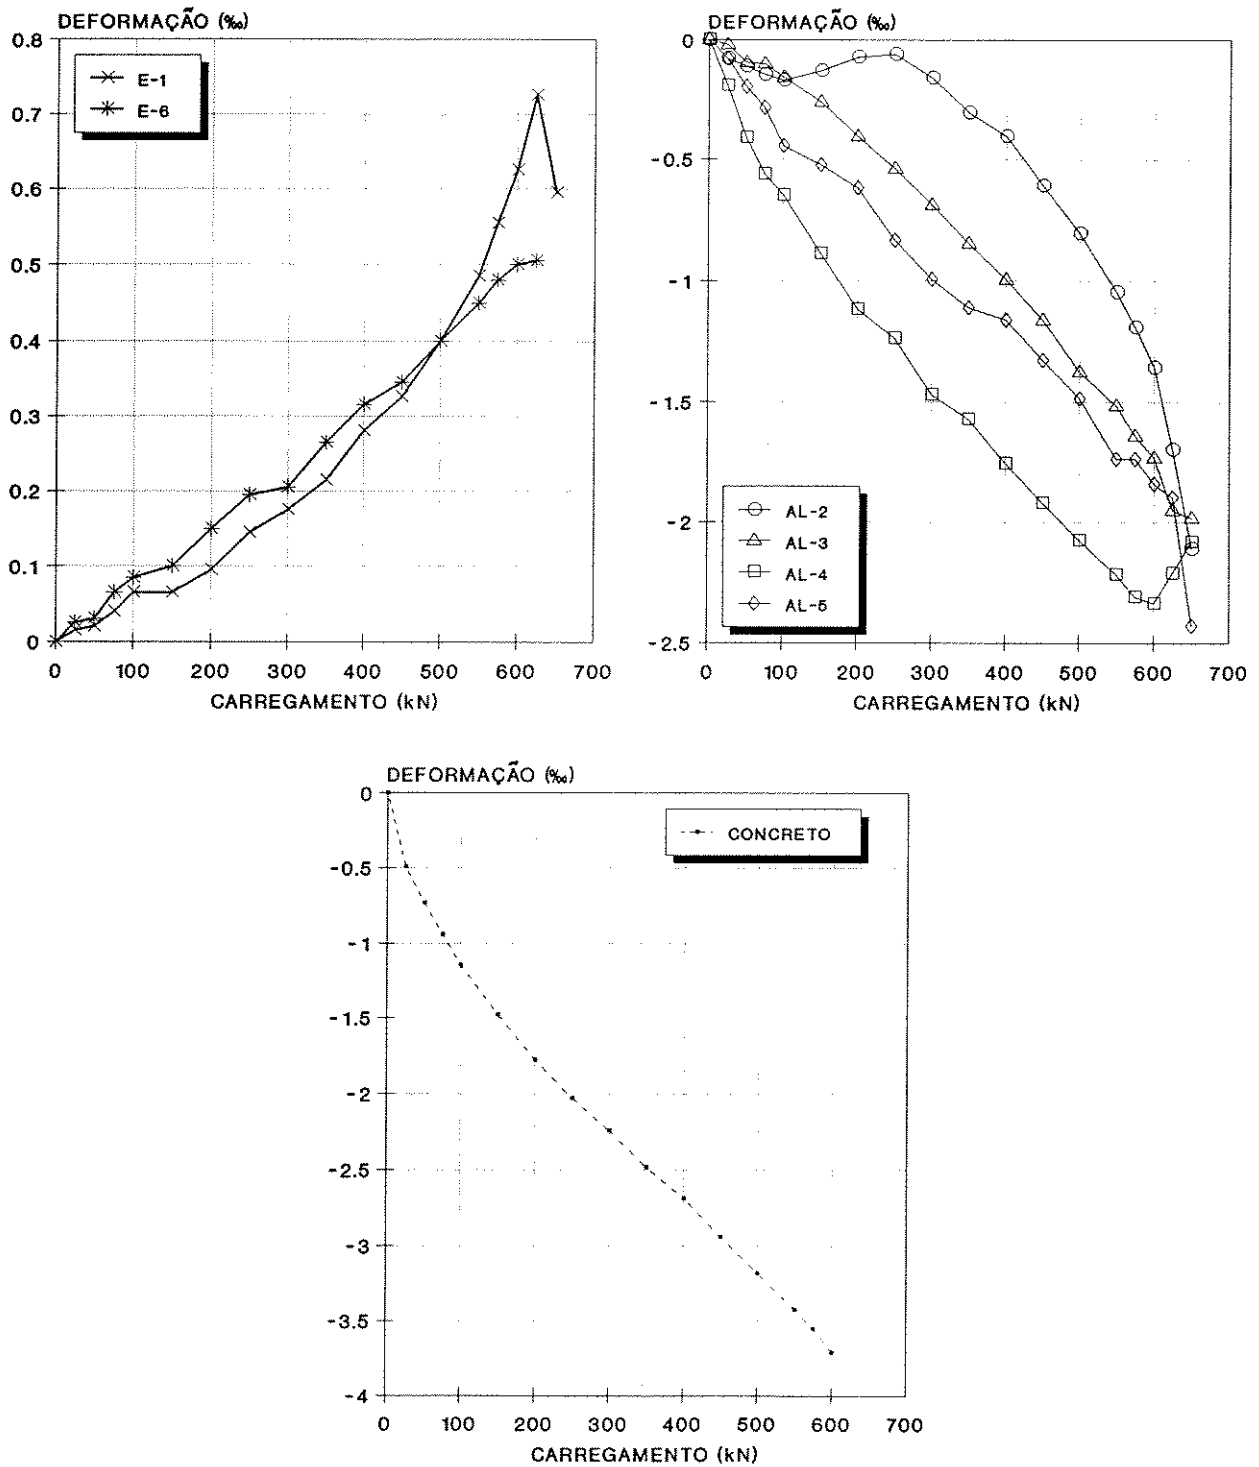 DEFORMAÇÃO (‰)
0.8
0.7
0.6
0.5
0.4
0.3
0.2
0.1
0
E-1
E-6
0 100 200 300 400 500 600 700
CARREGAMENTO (kN)
DEFORMAÇÃO (‰)
0
-0.5
-1
-1.5
-2
-2.5
AL-2
AL-3
AL-4
AL-5
0 100 200 300 400 500 600 700
CARREGAMENTO (kN)
DEFORMAÇÃO (‰)
0
-0.5
-1
-1.5
-2
-2.5
-3
-3.5
-4
CONCRETO
0 100 200 300 400 500 600 700
CARREGAMENTO (kN)